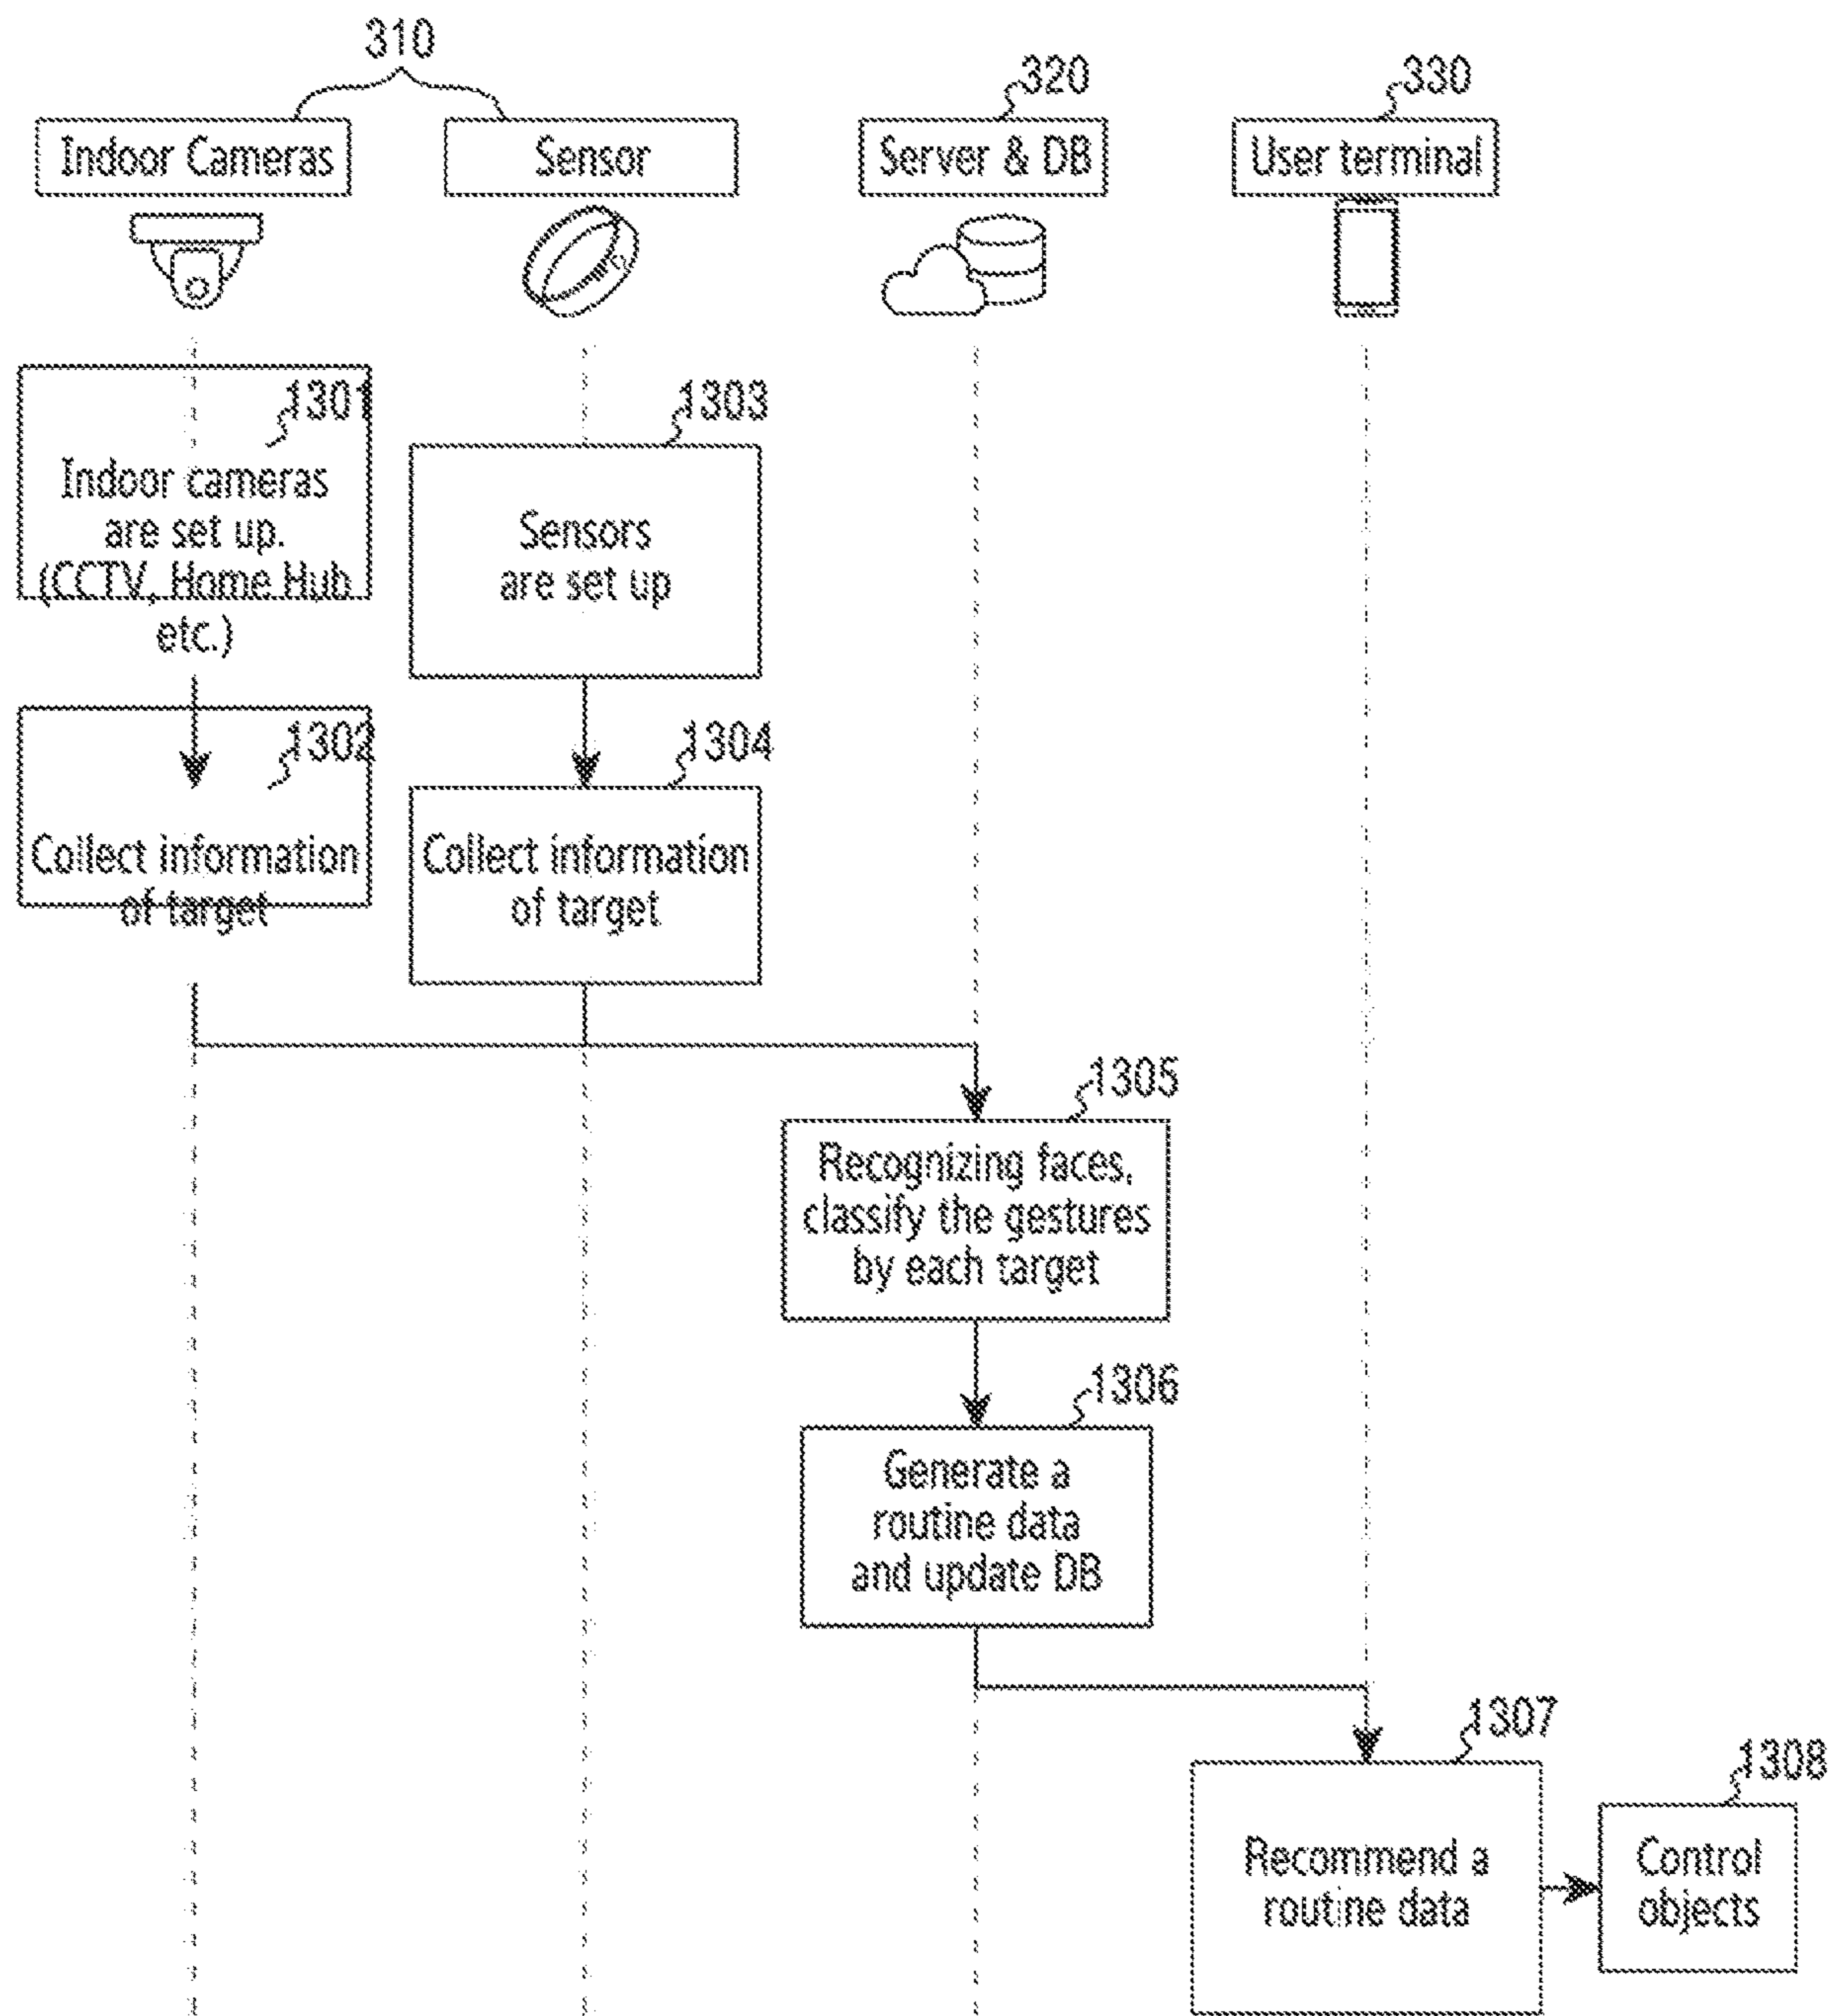 310
320
330
Indoor Cameras
Sensor
Server & DB
User terminal
1301
Indoor cameras
are set up.
(CCTV, Home Hub
etc.)
1303
Sensors
are set up
1302
Collect information
of target
1304
Collect information
of target
1305
Recognizing faces,
classify the gestures
by each target
1306
Generate a
routine data
and update DB
1307
Recommend a
routine data
1308
Control
objects